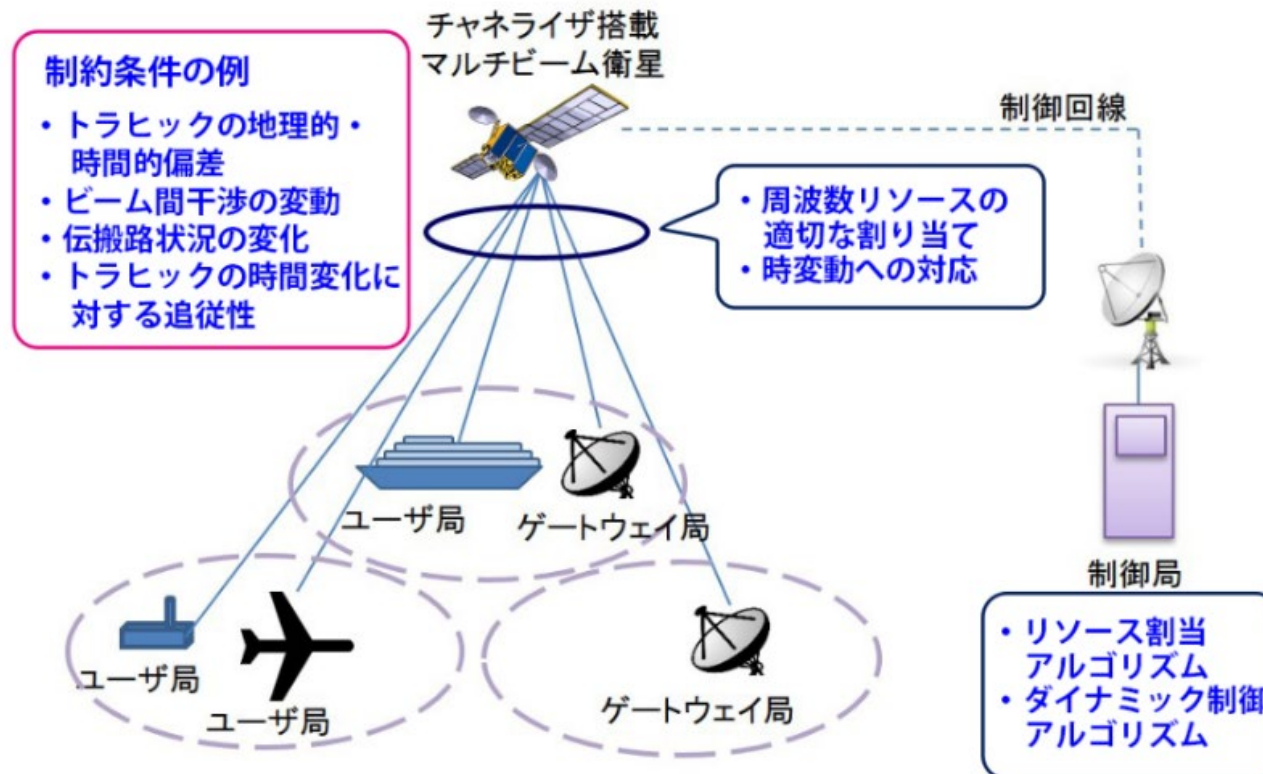 チャネライザ搭載
マルチビーム衛星
制約条件の例
・トラヒックの地理的・
時間的偏差
・ビーム間干渉の変動
・伝搬路状況の変化
・トラヒックの時間変化に
対する追従性
制御回線
・周波数リソースの
適切な割り当て
・時変動への対応
ユーザ局
ゲートウェイ局
制御局
ユーザ局
ユーザ局
ゲートウェイ局
・リソース割当
アルゴリズム
・ダイナミック制御
アルゴリズム